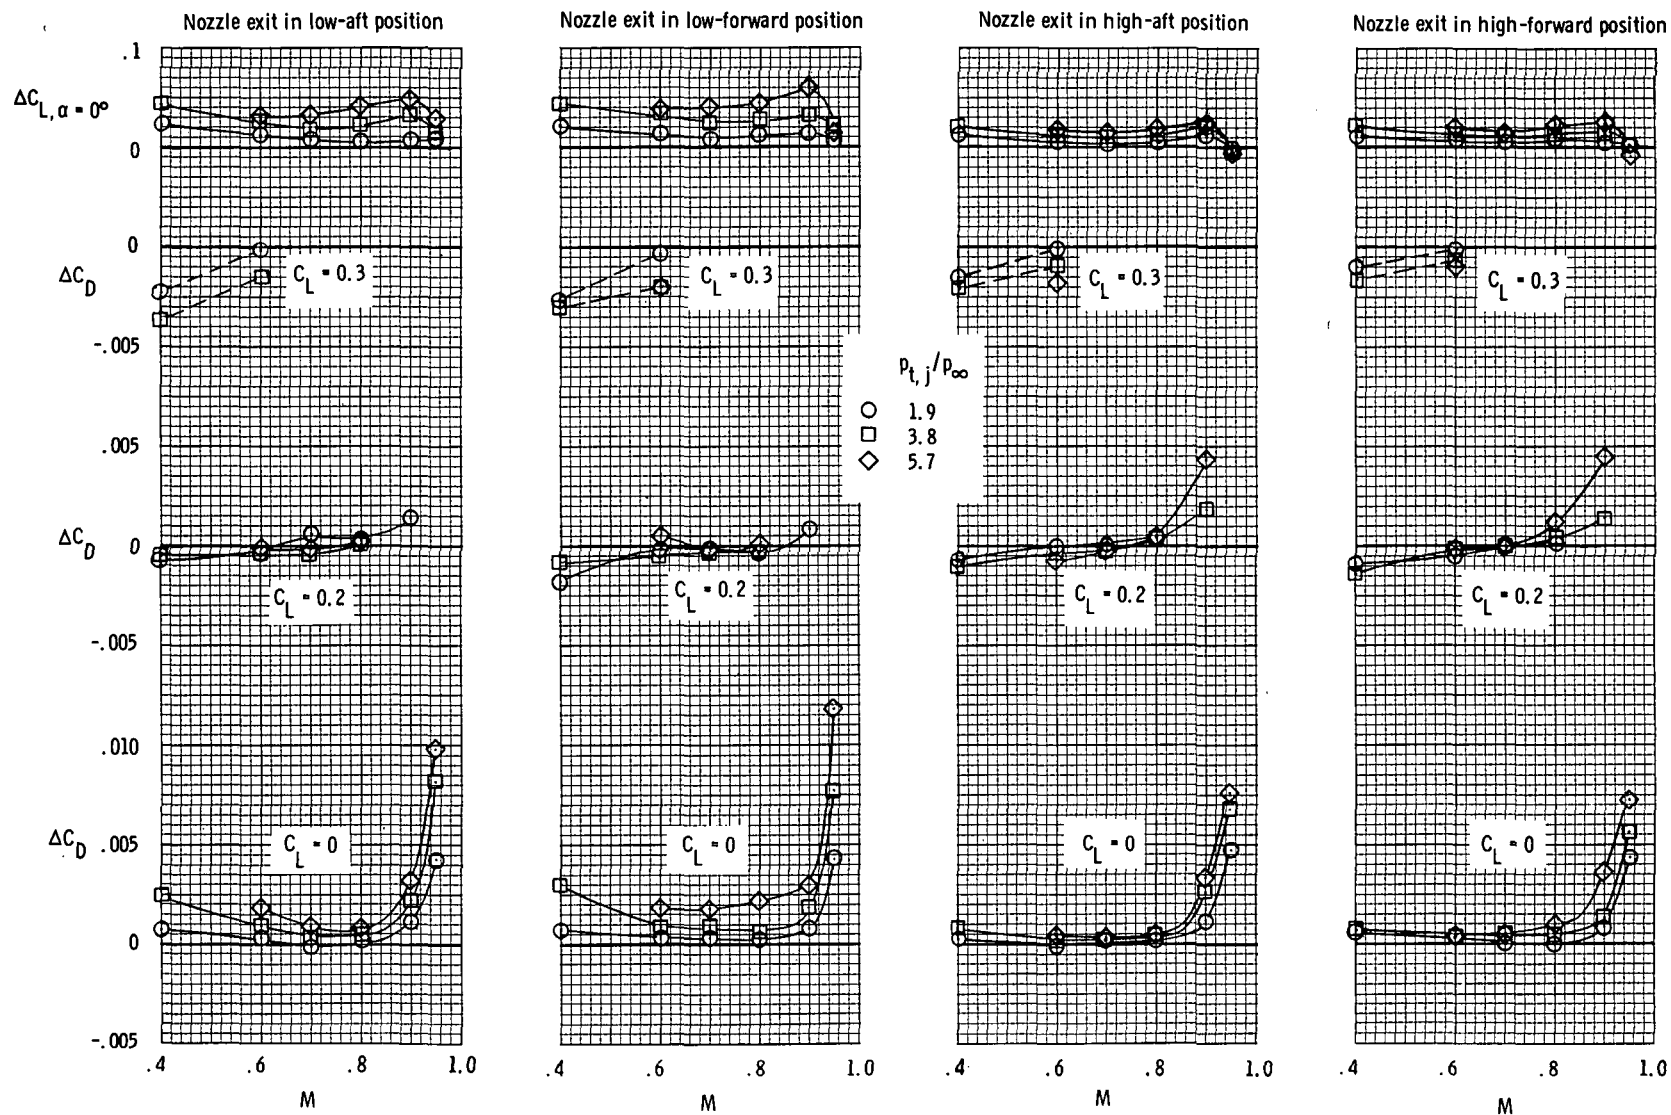 Nozzle exit in low-aft position
Nozzle exit in low-forward position
Nozzle exit in high-aft position
Nozzle exit in high-forward position
.1
ΔC_L, α = 0°
0
0
ΔC_D
C_L = 0.3
C_L = 0.3
C_L = 0.3
C_L = 0.3
-.005
p_t, j/p_∞
○ 1.9
□ 3.8
◇ 5.7
.005
ΔC_D
0
C_L = 0.2
C_L = 0.2
C_L = 0.2
C_L = 0.2
-.005
.010
ΔC_D
.005
C_L = 0
C_L = 0
C_L = 0
C_L = 0
0
-.005
.4 .6 .8 1.0
.4 .6 .8 1.0
.4 .6 .8 1.0
.4 .6 .8 1.0
M
M
M
M